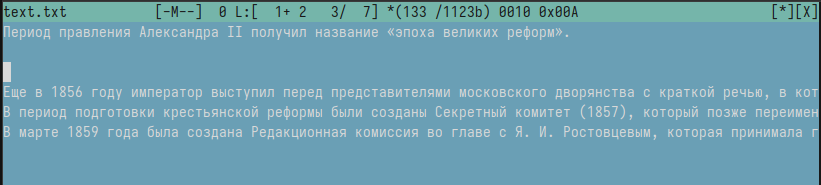 text.txt [-M--] 0 L:[ 1+ 2 3/ 7] *(133 /1123b) 0010 0x00A [*][X]
Период правления Александра II получил название «эпоха великих реформ».
Еще в 1856 году император выступил перед представителями московского дворянства с краткой речью, в кот
В период подготовки крестьянской реформы были созданы Секретный комитет (1857), который позже переимен
В марте 1859 года была создана Редакционная комиссия во главе с Я. И. Ростовцевым, которая принимала г